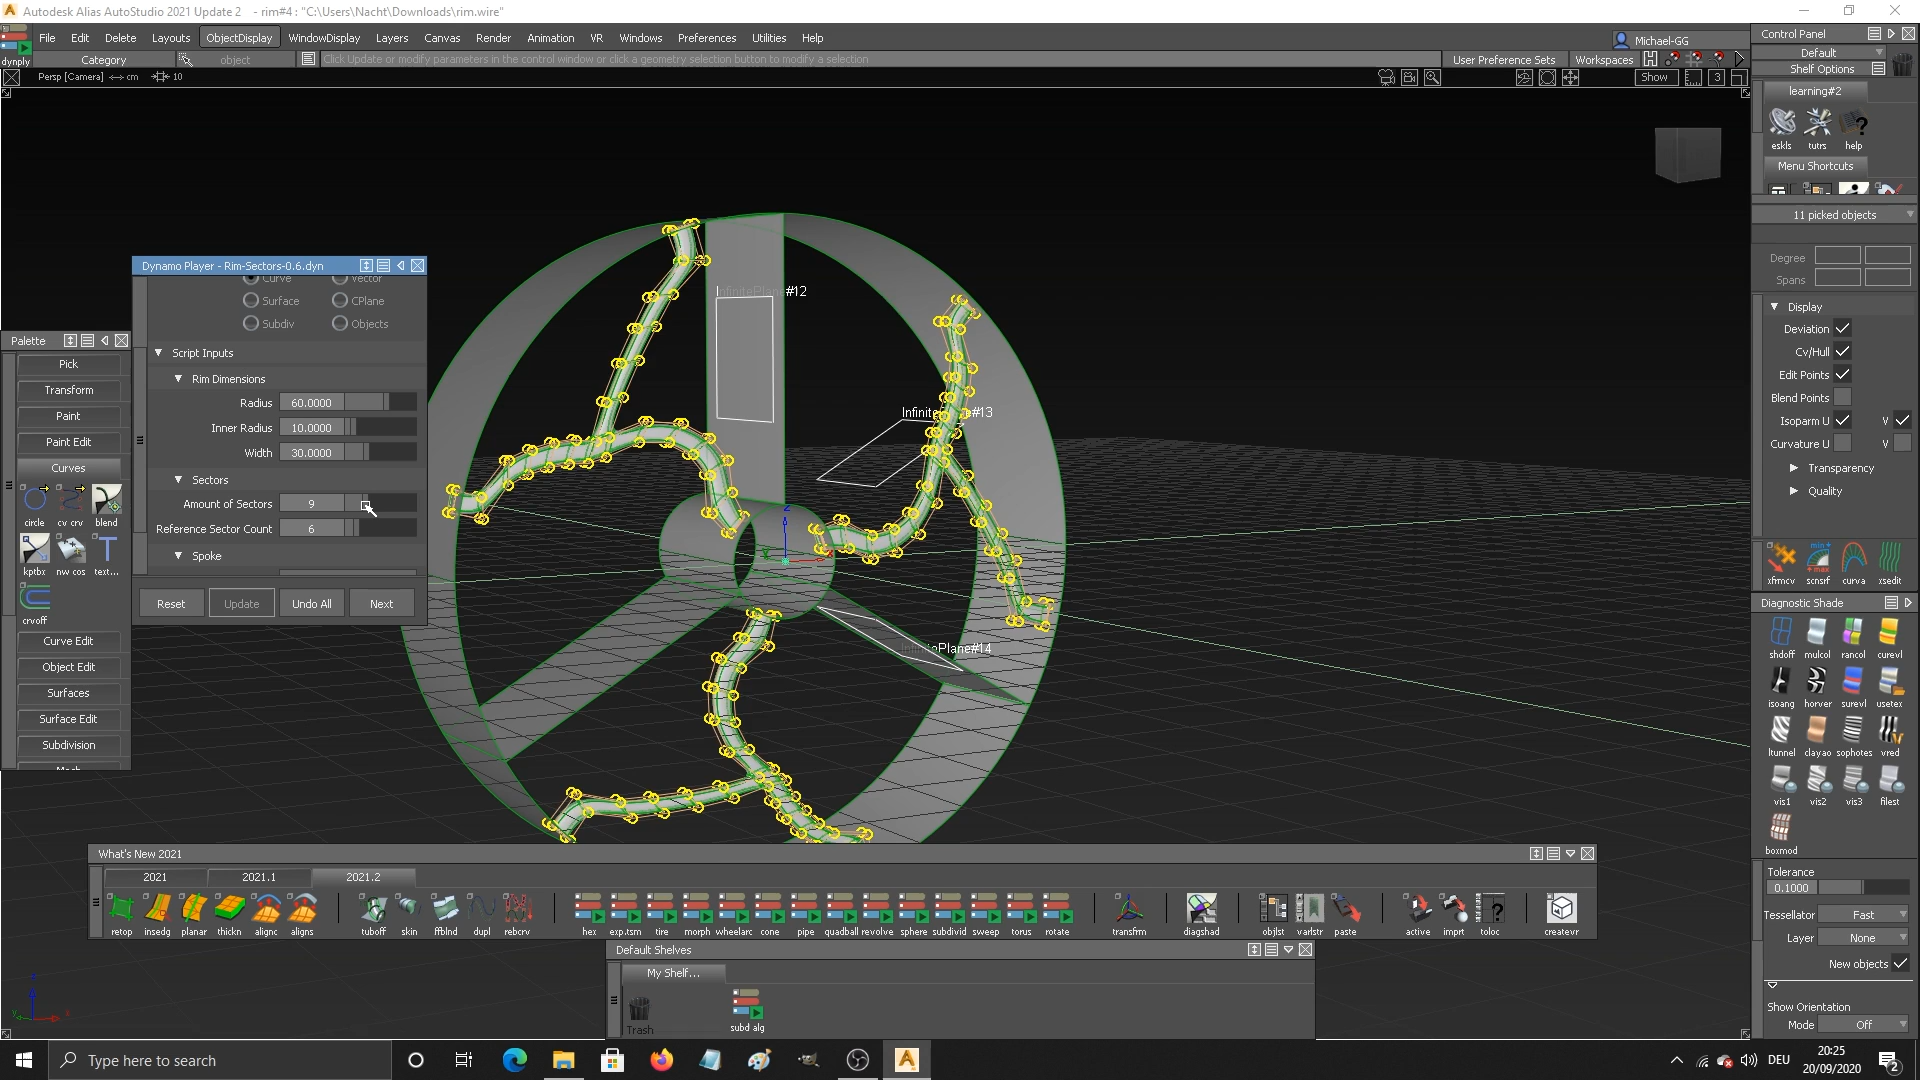 Autodesk Alias AutoStudio 2021 Update 2 - rim#4 : "C:\Users\Nacht\Downloads\rim.wire"
File Edit Delete Layouts ObjectDisplay WindowDisplay Layers Canvas Render Animation VR Windows Preferences Utilities Help
Michael-GG
dynply
Category
object
Click Update or modify parameters in the control window or click a geometry selection button to modify a selection
User Preference Sets
Workspaces
Persp [Camera] <-> cm 10
Show
3
Control Panel
Default
Shelf Options
learning#2
eskls tutrs help
Menu Shortcuts
11 picked objects
Degree
Spans
Display
Deviation
Cv/Hull
Edit Points
Blend Points
Isoparm U V
Curvature U V
Transparency
Quality
xfrmcv scnsrf curva xsedit
Diagnostic Shade
shdoff mulcol rancol curevl
isoang horver surevl usetex
ltunnel clayao sophotes vred
vis1 vis2 vis3 filest
boxmod
Tolerance
0.1000
Tessellator Fast
Layer None
New objects
Show Orientation
Mode Off
Dynamo Player - Rim-Sectors-0.6.dyn
Curve Vector
Surface CPlane
Subdiv Objects
Script Inputs
Rim Dimensions
Radius 60.0000
Inner Radius 10.0000
Width 30.0000
Sectors
Amount of Sectors 9
Reference Sector Count 6
Spoke
Reset Update Undo All Next
Palette
Pick
Transform
Paint
Paint Edit
Curves
circle cv crv blend
kptbx nw cos text...
crvoff
Curve Edit
Object Edit
Surfaces
Surface Edit
Subdivision
Mesh
InfinitePlane#12
#13
Plane#14
Z
What's New 2021
2021 2021.1 2021.2
retop insedg planar thickn alignc aligns tuboff skin ffblnd dupl rebcrv hex exp.tsm tire morph wheelarc cone pipe quadball revolve sphere subdivid sweep torus rotate transfrm diagshad objlst varlstr paste active imprt toloc createvr
Default Shelves
My Shelf...
Trash
subd alg
Type here to search
DEU
20:25
20/09/2020
2